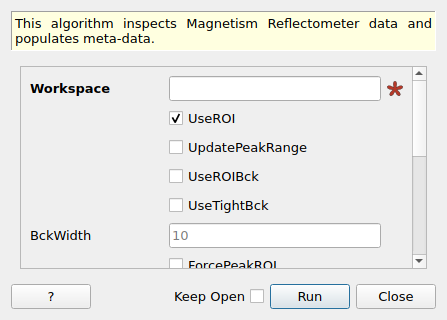 This algorithm inspects Magnetism Reflectometer data and
populates meta-data.
Workspace
UseROI
UpdatePeakRange
UseROIBck
UseTightBck
BckWidth 10
ForcePeakROI
? Keep Open Run Close